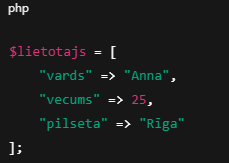 php
$lietotajs = [
    "vards" => "Anna",
    "vecums" => 25,
    "pilseta" => "Rīga"
];